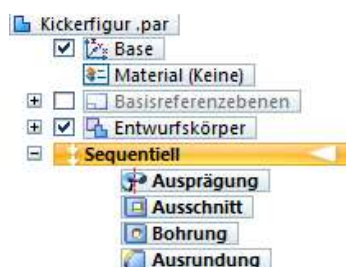 Kickerfigur .par
Base
Material (Keine)
Basisreferenzebenen
Entwurfskörper
Sequentiell
Ausprägung
Ausschnitt
Bohrung
Ausrundung